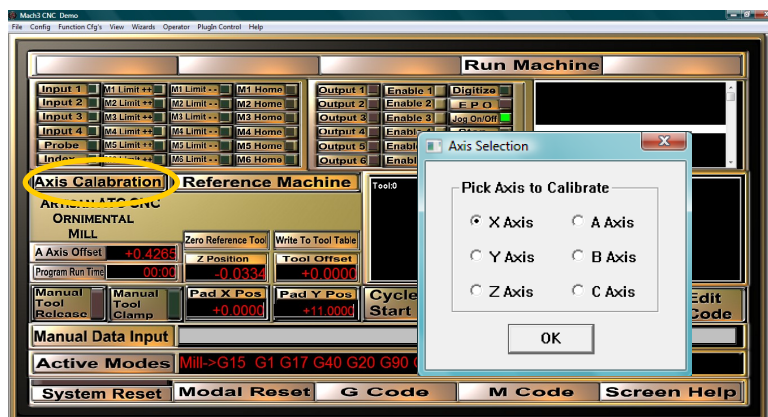 Mach3 CNC Demo
File Config Function Cfg's View Wizards Operator PlugIn Control Help
Run Machine
Input 1 M1 Limit ++ M1 Limit -- M1 Home Output 1 Enable 1 Digitize
Input 2 M2 Limit ++ M2 Limit -- M2 Home Output 2 Enable 2 E P O
Input 3 M3 Limit ++ M3 Limit -- M3 Home Output 3 Enable 3 Jog On/Off
Input 4 M4 Limit ++ M4 Limit -- M4 Home Output 4
Probe M5 Limit ++ M5 Limit -- M5 Home Output 5
M6 Limit -- M6 Home Output 6
Axis Calabration Reference Machine Tool:0
ARTISAN ATC CNC
ORNIMENTAL
MILL
Zero Reference Tool Write To Tool Table
A Axis Offset +0.4265 Z Position Tool Offset
Program Run Time 00:00 -0.0334 +0.0000
Manual Tool Release Manual Tool Clamp Pad X Pos Pad Y Pos Cycle Start Edit
+0.0000 +11.0000
Manual Data Input
Active Modes Mill->G15 G1 G17 G40 G20 G90
System Reset Modal Reset G Code M Code Screen Help
Axis Selection
Pick Axis to Calibrate
X Axis A Axis
Y Axis B Axis
Z Axis C Axis
OK